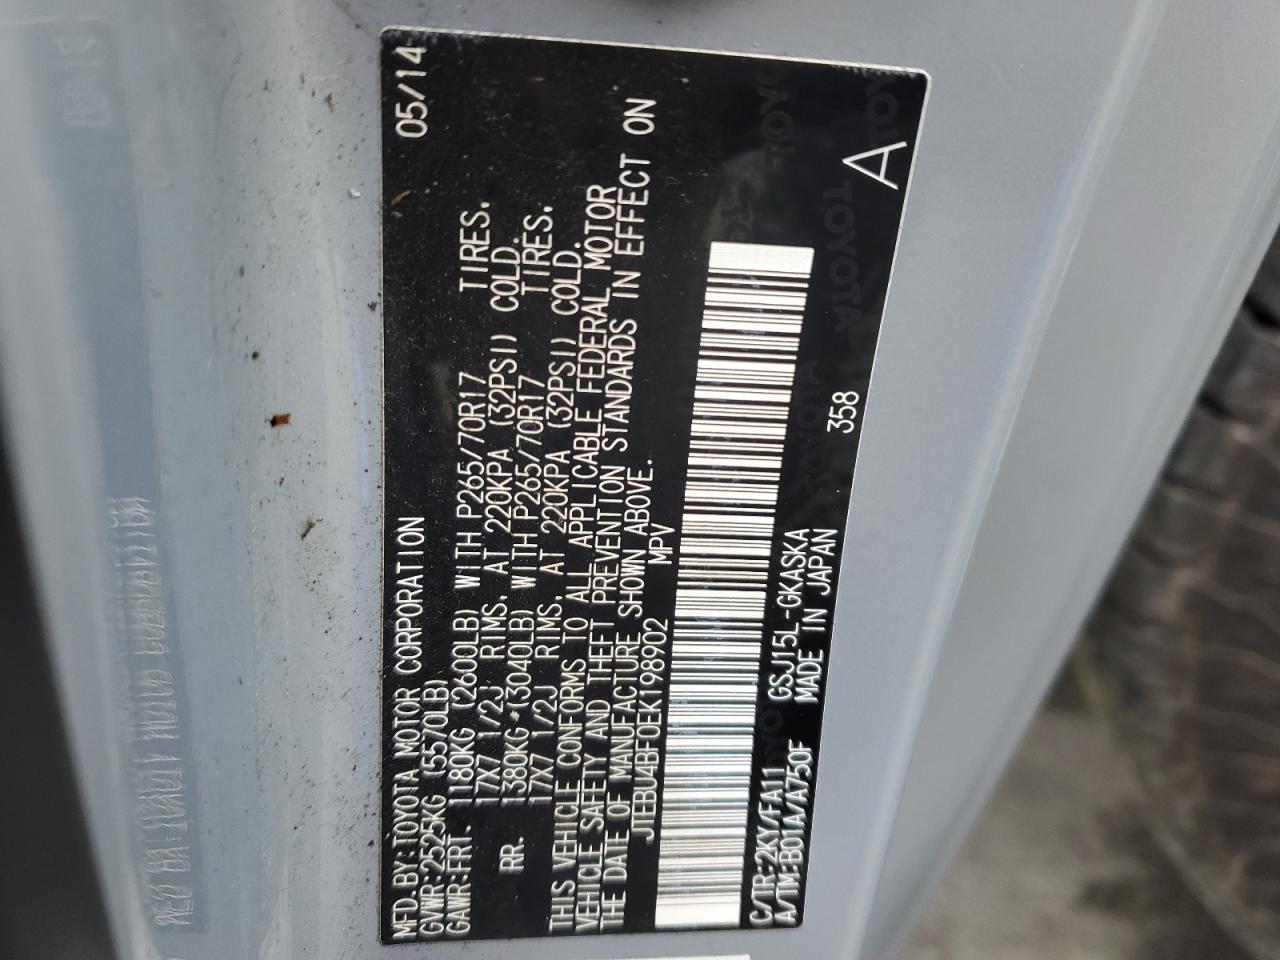 MFD. BY: TOYOTA MOTOR CORPORATION 05/14
GVWR: 2525KG (5570LB)
GAWR: FRT. 1180KG (2600LB) WITH P265/70R17 TIRES,
17X7 1/2J RIMS, AT 220KPA (32PSI) COLD.
RR. 1380KG (3040LB) WITH P265/70R17 TIRES,
17X7 1/2J RIMS, AT 220KPA (32PSI) COLD.
THIS VEHICLE CONFORMS TO ALL APPLICABLE FEDERAL MOTOR
VEHICLE SAFETY AND THEFT PREVENTION STANDARDS IN EFFECT ON
THE DATE OF MANUFACTURE SHOWN ABOVE.
JTEBU4BF0EK198902 MPV
C/TR: 2KY/FA11 GSJ15L-GKASKA 358
A/TM: B01A/A750F MADE IN JAPAN
A
TOYOTA
TOYOTA